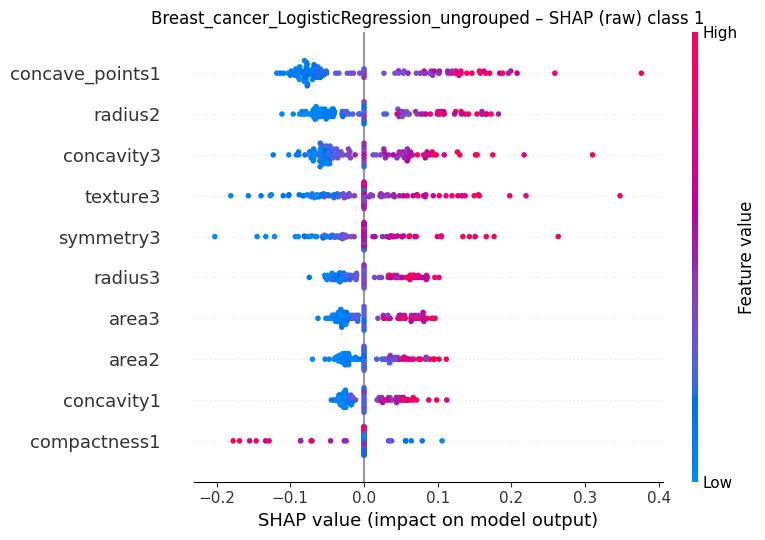 Breast_cancer_LogisticRegression_ungrouped – SHAP (raw) class 1
High
concave_points1
radius2
concavity3
texture3
symmetry3
radius3
area3
area2
concavity1
compactness1
Feature value
Low
−0.2 −0.1 0.0 0.1 0.2 0.3 0.4
SHAP value (impact on model output)